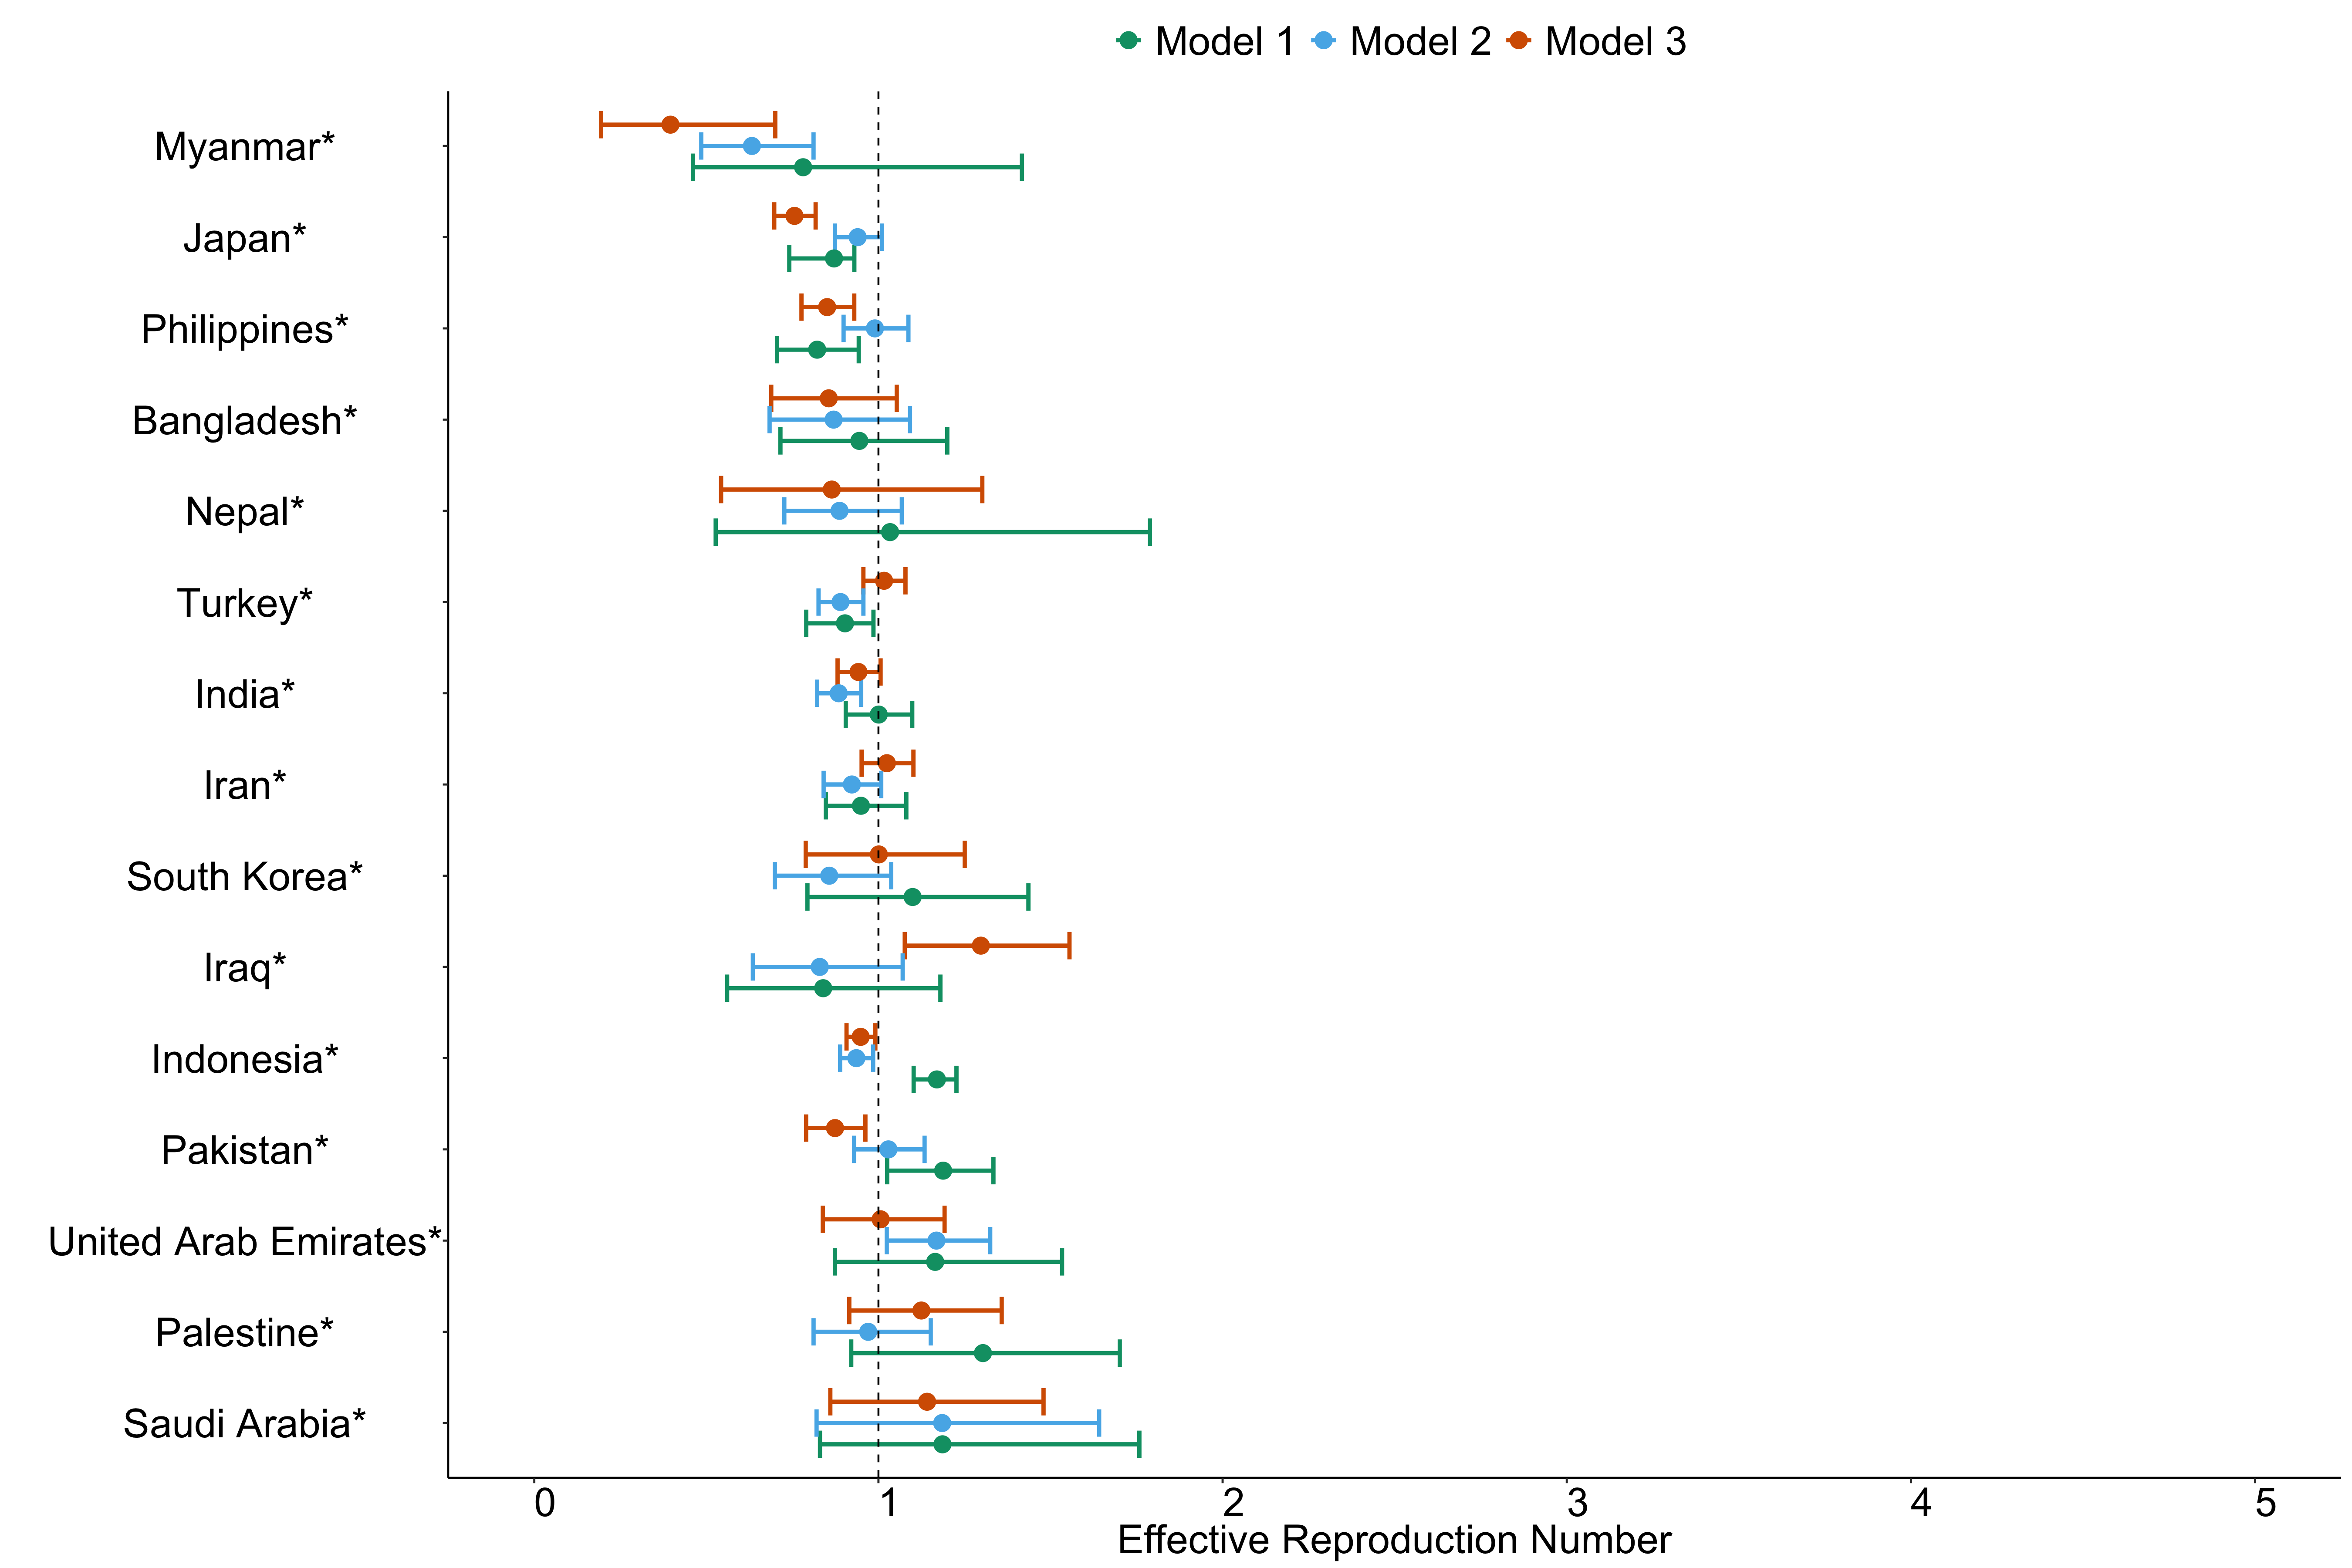 Model 1 Model 2 Model 3
Myanmar*
Japan*
Philippines*
Bangladesh*
Nepal*
Turkey*
India*
Iran*
South Korea*
Iraq*
Indonesia*
Pakistan*
United Arab Emirates*
Palestine*
Saudi Arabia*
0 1 2 3 4 5
Effective Reproduction Number